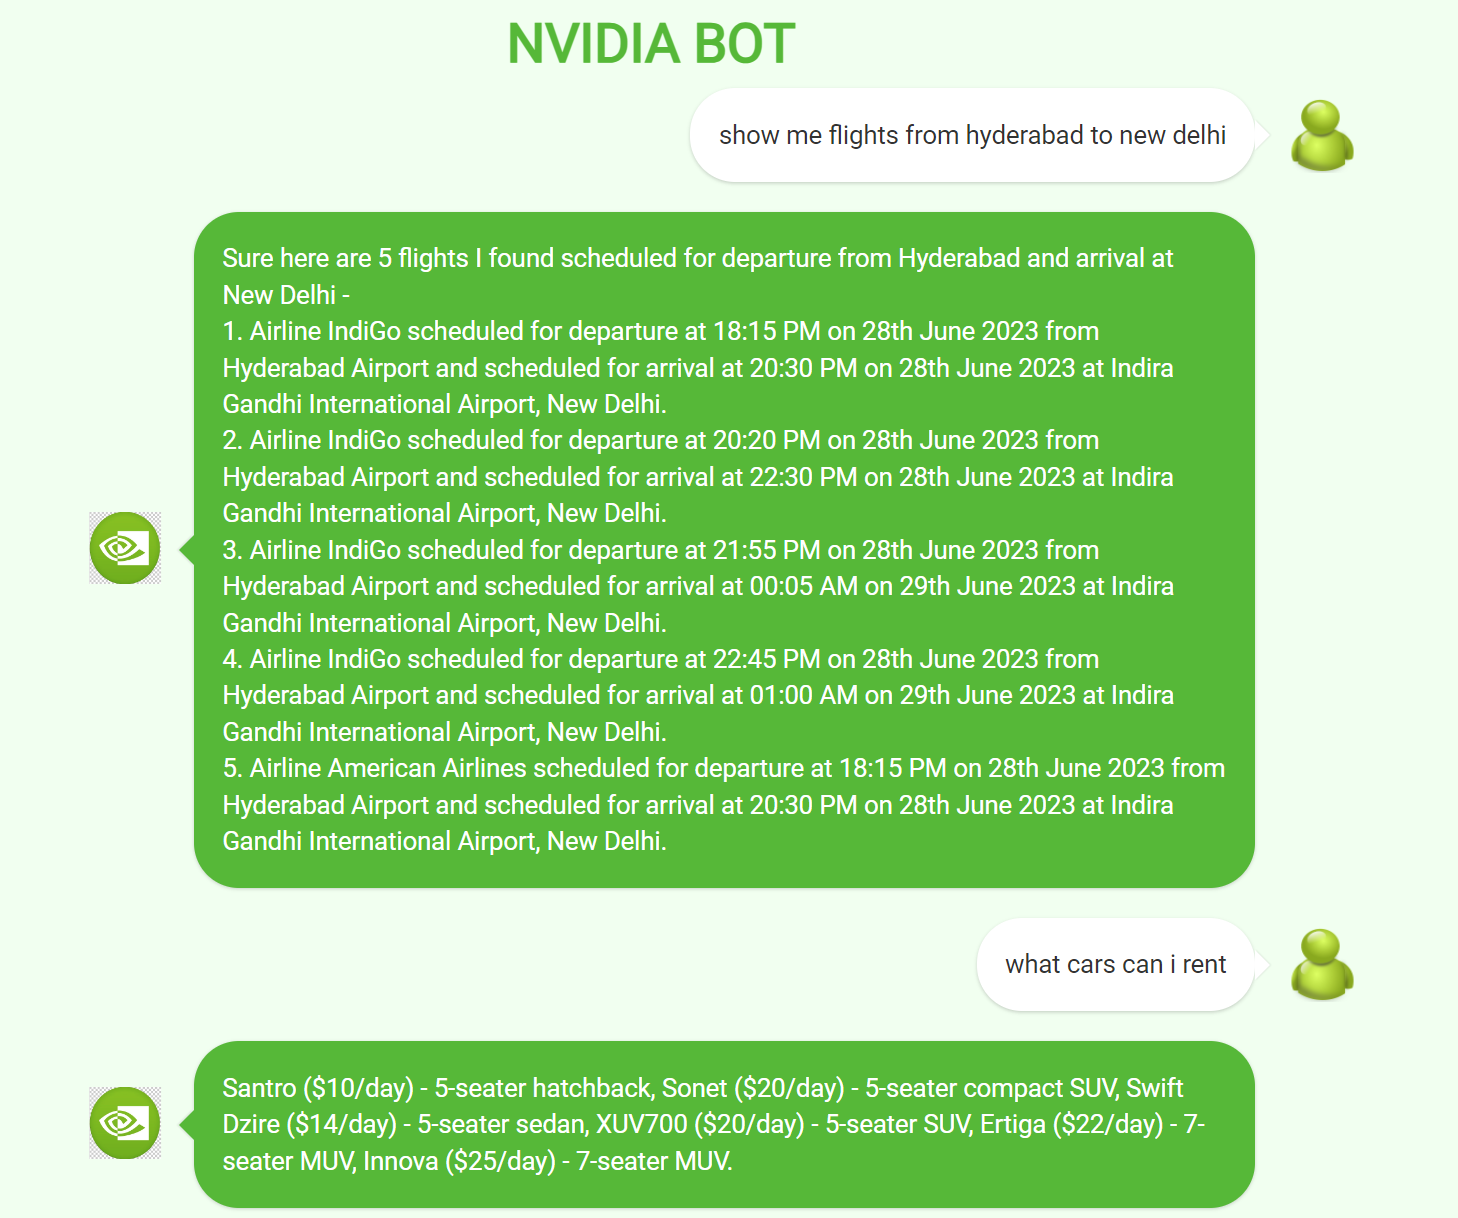 NVIDIA BOT
show me flights from hyderabad to new delhi
Sure here are 5 flights I found scheduled for departure from Hyderabad and arrival at
New Delhi -
1. Airline IndiGo scheduled for departure at 18:15 PM on 28th June 2023 from
Hyderabad Airport and scheduled for arrival at 20:30 PM on 28th June 2023 at Indira
Gandhi International Airport, New Delhi.
2. Airline IndiGo scheduled for departure at 20:20 PM on 28th June 2023 from
Hyderabad Airport and scheduled for arrival at 22:30 PM on 28th June 2023 at Indira
Gandhi International Airport, New Delhi.
3. Airline IndiGo scheduled for departure at 21:55 PM on 28th June 2023 from
Hyderabad Airport and scheduled for arrival at 00:05 AM on 29th June 2023 at Indira
Gandhi International Airport, New Delhi.
4. Airline IndiGo scheduled for departure at 22:45 PM on 28th June 2023 from
Hyderabad Airport and scheduled for arrival at 01:00 AM on 29th June 2023 at Indira
Gandhi International Airport, New Delhi.
5. Airline American Airlines scheduled for departure at 18:15 PM on 28th June 2023 from
Hyderabad Airport and scheduled for arrival at 20:30 PM on 28th June 2023 at Indira
Gandhi International Airport, New Delhi.
what cars can i rent
Santro ($10/day) - 5-seater hatchback, Sonet ($20/day) - 5-seater compact SUV, Swift
Dzire ($14/day) - 5-seater sedan, XUV700 ($20/day) - 5-seater SUV, Ertiga ($22/day) - 7-
seater MUV, Innova ($25/day) - 7-seater MUV.